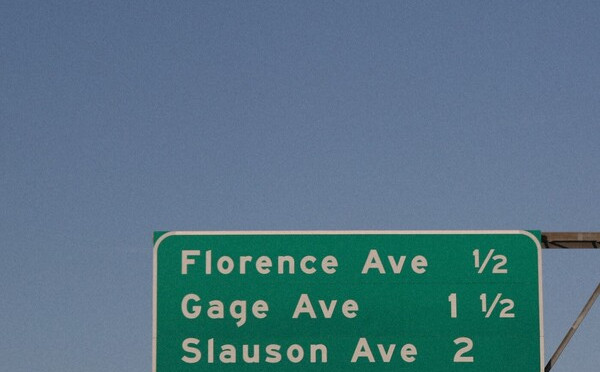 Florence Ave ½
Gage Ave 1 ½
Slauson Ave 2